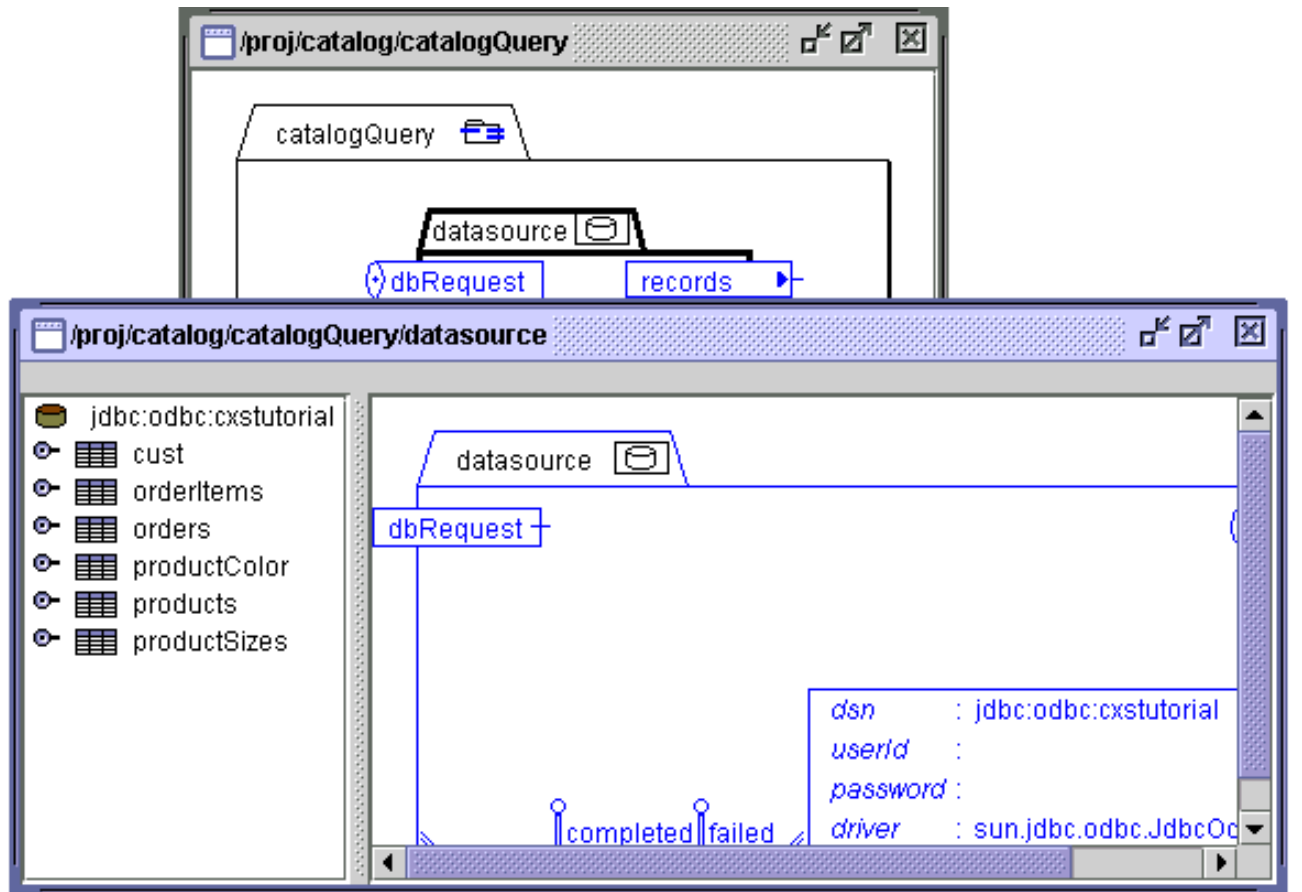 /proj/catalog/catalogQuery
catalogQuery
datasource
dbRequest
records
/proj/catalog/catalogQuery/datasource
jdbc:odbc:cxstutorial
cust
orderItems
orders
productColor
products
productSizes
datasource
dbRequest
dsn : jdbc:odbc:cxstutorial
userId :
password :
driver : sun.jdbc.odbc.JdbcOc
completed failed